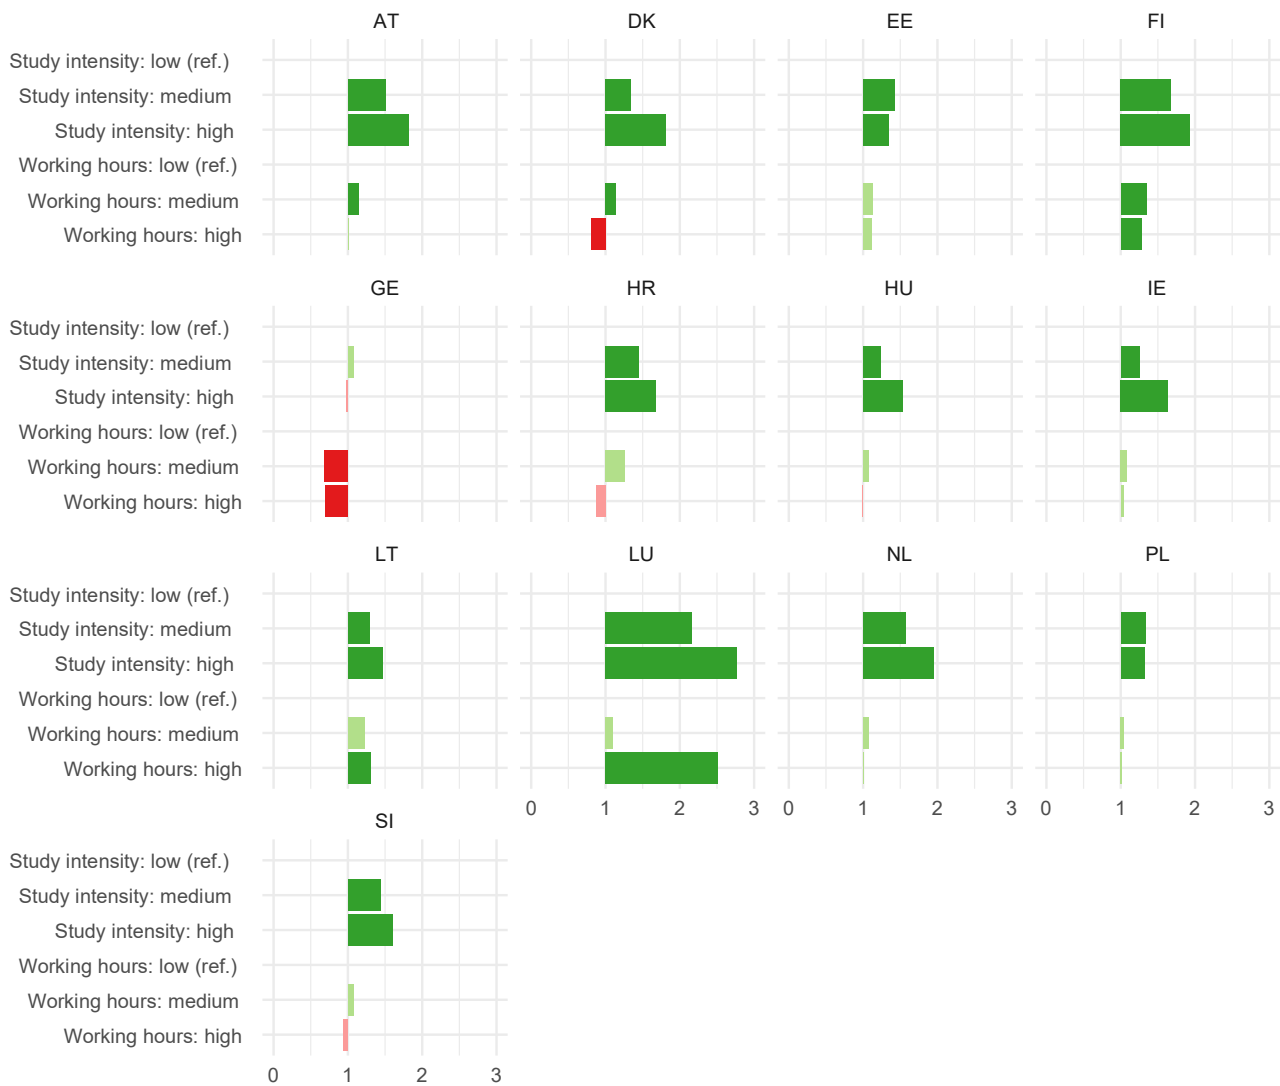 AT DK EE FI
Study intensity: low (ref.)
Study intensity: medium
Study intensity: high
Working hours: low (ref.)
Working hours: medium
Working hours: high
GE HR HU IE
Study intensity: low (ref.)
Study intensity: medium
Study intensity: high
Working hours: low (ref.)
Working hours: medium
Working hours: high
LT LU NL PL
Study intensity: low (ref.)
Study intensity: medium
Study intensity: high
Working hours: low (ref.)
Working hours: medium
Working hours: high
0 1 2 3 0 1 2 3 0 1 2 3
SI
Study intensity: low (ref.)
Study intensity: medium
Study intensity: high
Working hours: low (ref.)
Working hours: medium
Working hours: high
0 1 2 3